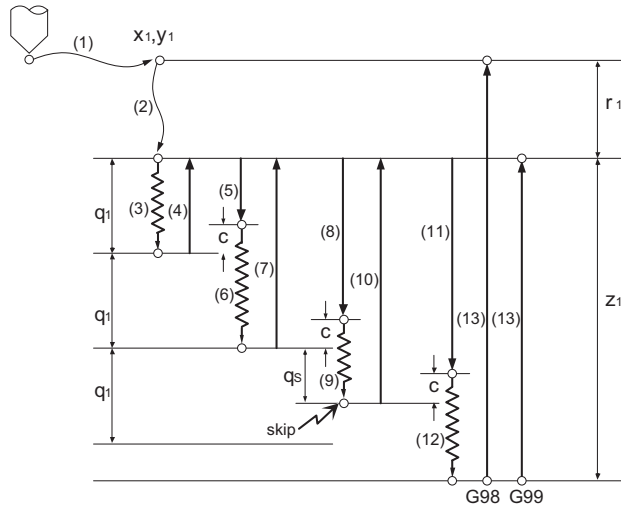 (1)
x1,y1
(2)
r1
q1
(3)
(4)
(5)
c
(6)
(7)
(8)
(10)
(11)
(13)
(13)
z1
q1
c
q1
qS
(9)
c
skip
(12)
G98
G99